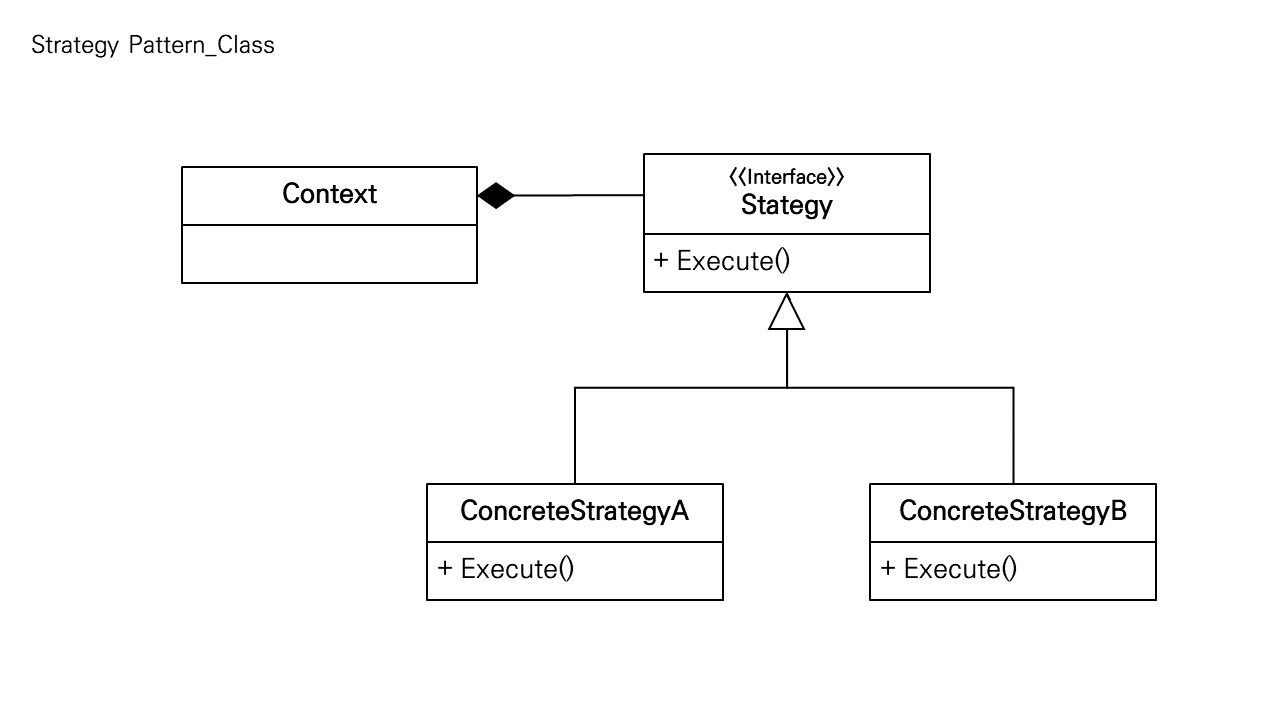 Strategy Pattern_Class
Context
<<Interface>>
Stategy
+ Execute()
ConcreteStrategyA
+ Execute()
ConcreteStrategyB
+ Execute()